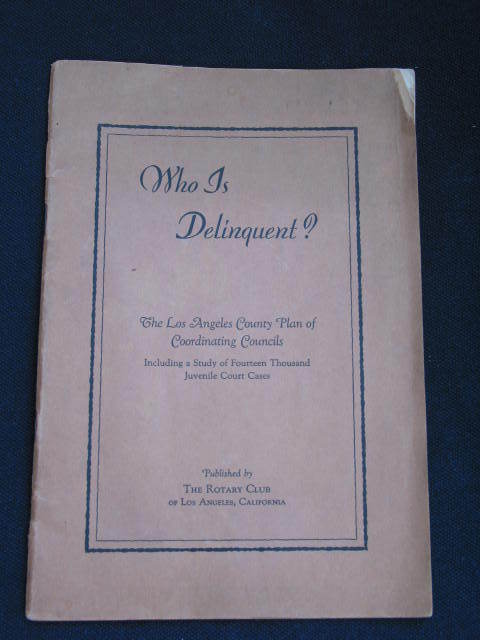 Who Is
Delinquent?
The Los Angeles County Plan of
Coordinating Councils
Including a Study of Fourteen Thousand
Juvenile Court Cases
Published by
The Rotary Club
of Los Angeles, California